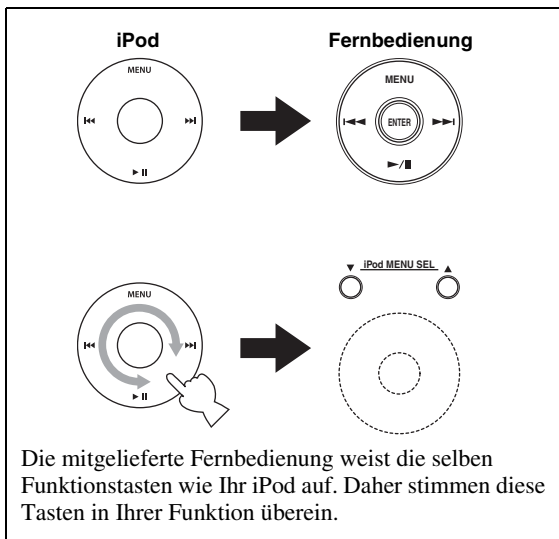 iPod
Fernbedienung
MENU
MENU
ENTER
iPod MENU SEL
MENU
Die mitgelieferte Fernbedienung weist die selben
Funktionstasten wie Ihr iPod auf. Daher stimmen diese
Tasten in Ihrer Funktion überein.